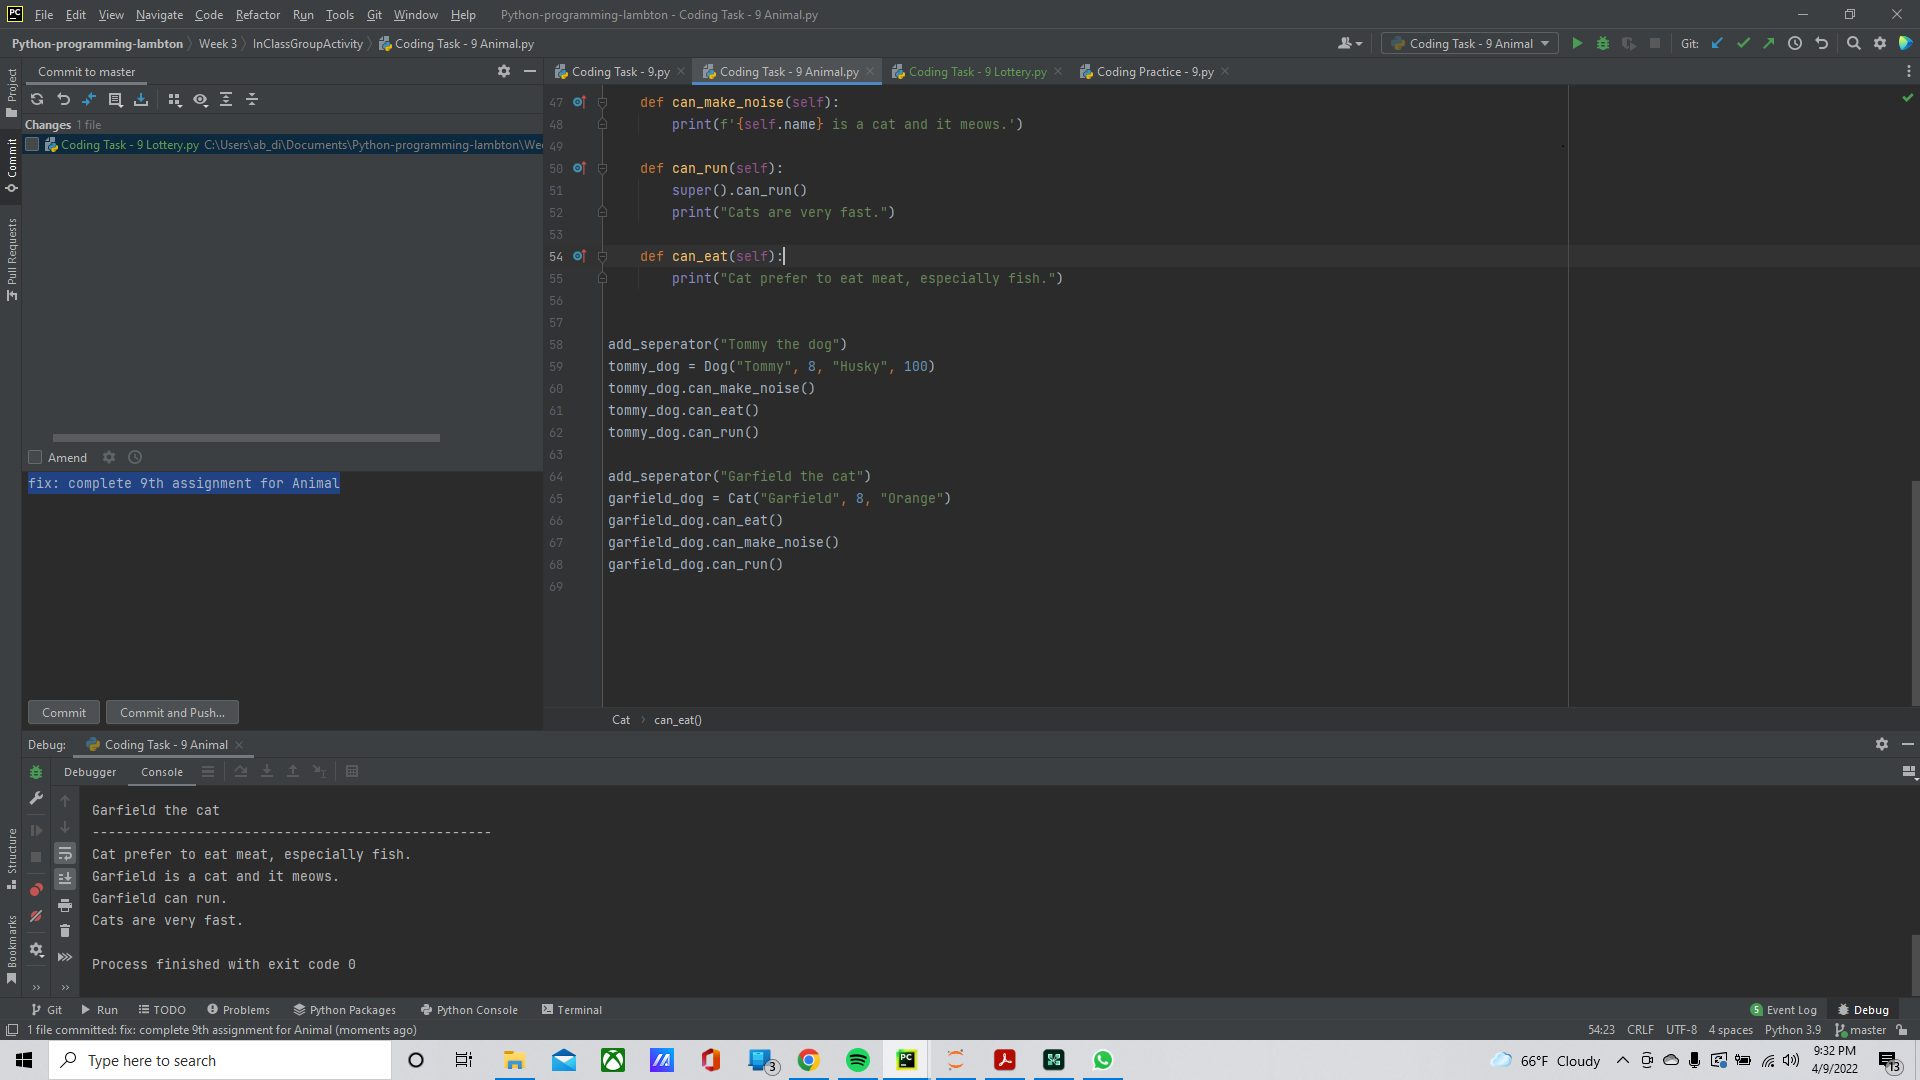 PC File Edit View Navigate Code Refactor Run Tools Git Window Help Python-programming-lambton - Coding Task - 9 Animal.py
Python-programming-lambton Week 3 InClassGroupActivity Coding Task - 9 Animal.py Coding Task - 9 Animal Git:
Project
Commit
Pull Requests
Structure
Bookmarks
Commit to master
Changes 1 file
Coding Task - 9 Lottery.py C:\Users\ab_di\Documents\Python-programming-lambton\Wee
Amend
fix: complete 9th assignment for Animal
Commit Commit and Push...
Coding Task - 9.py Coding Task - 9 Animal.py Coding Task - 9 Lottery.py Coding Practice - 9.py
47 def can_make_noise(self):
48 print(f'{self.name} is a cat and it meows.')
49
50 def can_run(self):
51 super().can_run()
52 print("Cats are very fast.")
53
54 def can_eat(self):
55 print("Cat prefer to eat meat, especially fish.")
56
57
58 add_seperator("Tommy the dog")
59 tommy_dog = Dog("Tommy", 8, "Husky", 100)
60 tommy_dog.can_make_noise()
61 tommy_dog.can_eat()
62 tommy_dog.can_run()
63
64 add_seperator("Garfield the cat")
65 garfield_dog = Cat("Garfield", 8, "Orange")
66 garfield_dog.can_eat()
67 garfield_dog.can_make_noise()
68 garfield_dog.can_run()
69
Cat can_eat()
Debug: Coding Task - 9 Animal
Debugger Console
Garfield the cat
--------------------------------------------------
Cat prefer to eat meat, especially fish.
Garfield is a cat and it meows.
Garfield can run.
Cats are very fast.
Process finished with exit code 0
Git Run TODO Problems Python Packages Python Console Terminal 5 Event Log Debug
1 file committed: fix: complete 9th assignment for Animal (moments ago) 54:23 CRLF UTF-8 4 spaces Python 3.9 master
Type here to search 3 PC 66°F Cloudy 9:32 PM
4/9/2022 13